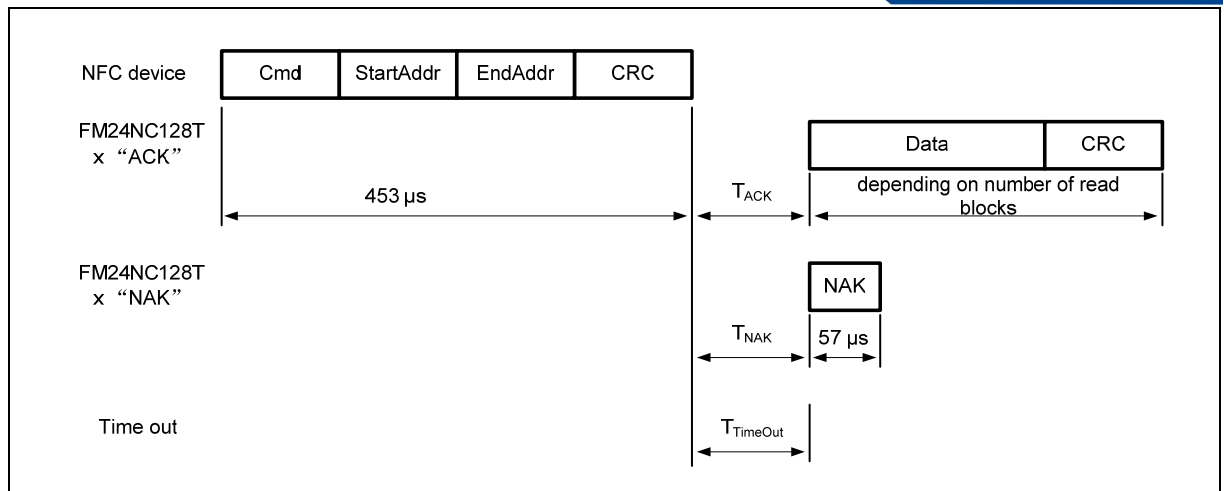 NFC device
Cmd
StartAddr
EndAddr
CRC
FM24NC128T
x “ACK”
Data
CRC
453 µs
TACK
depending on number of read
blocks
FM24NC128T
x “NAK”
NAK
TNAK
57 µs
Time out
TTimeOut